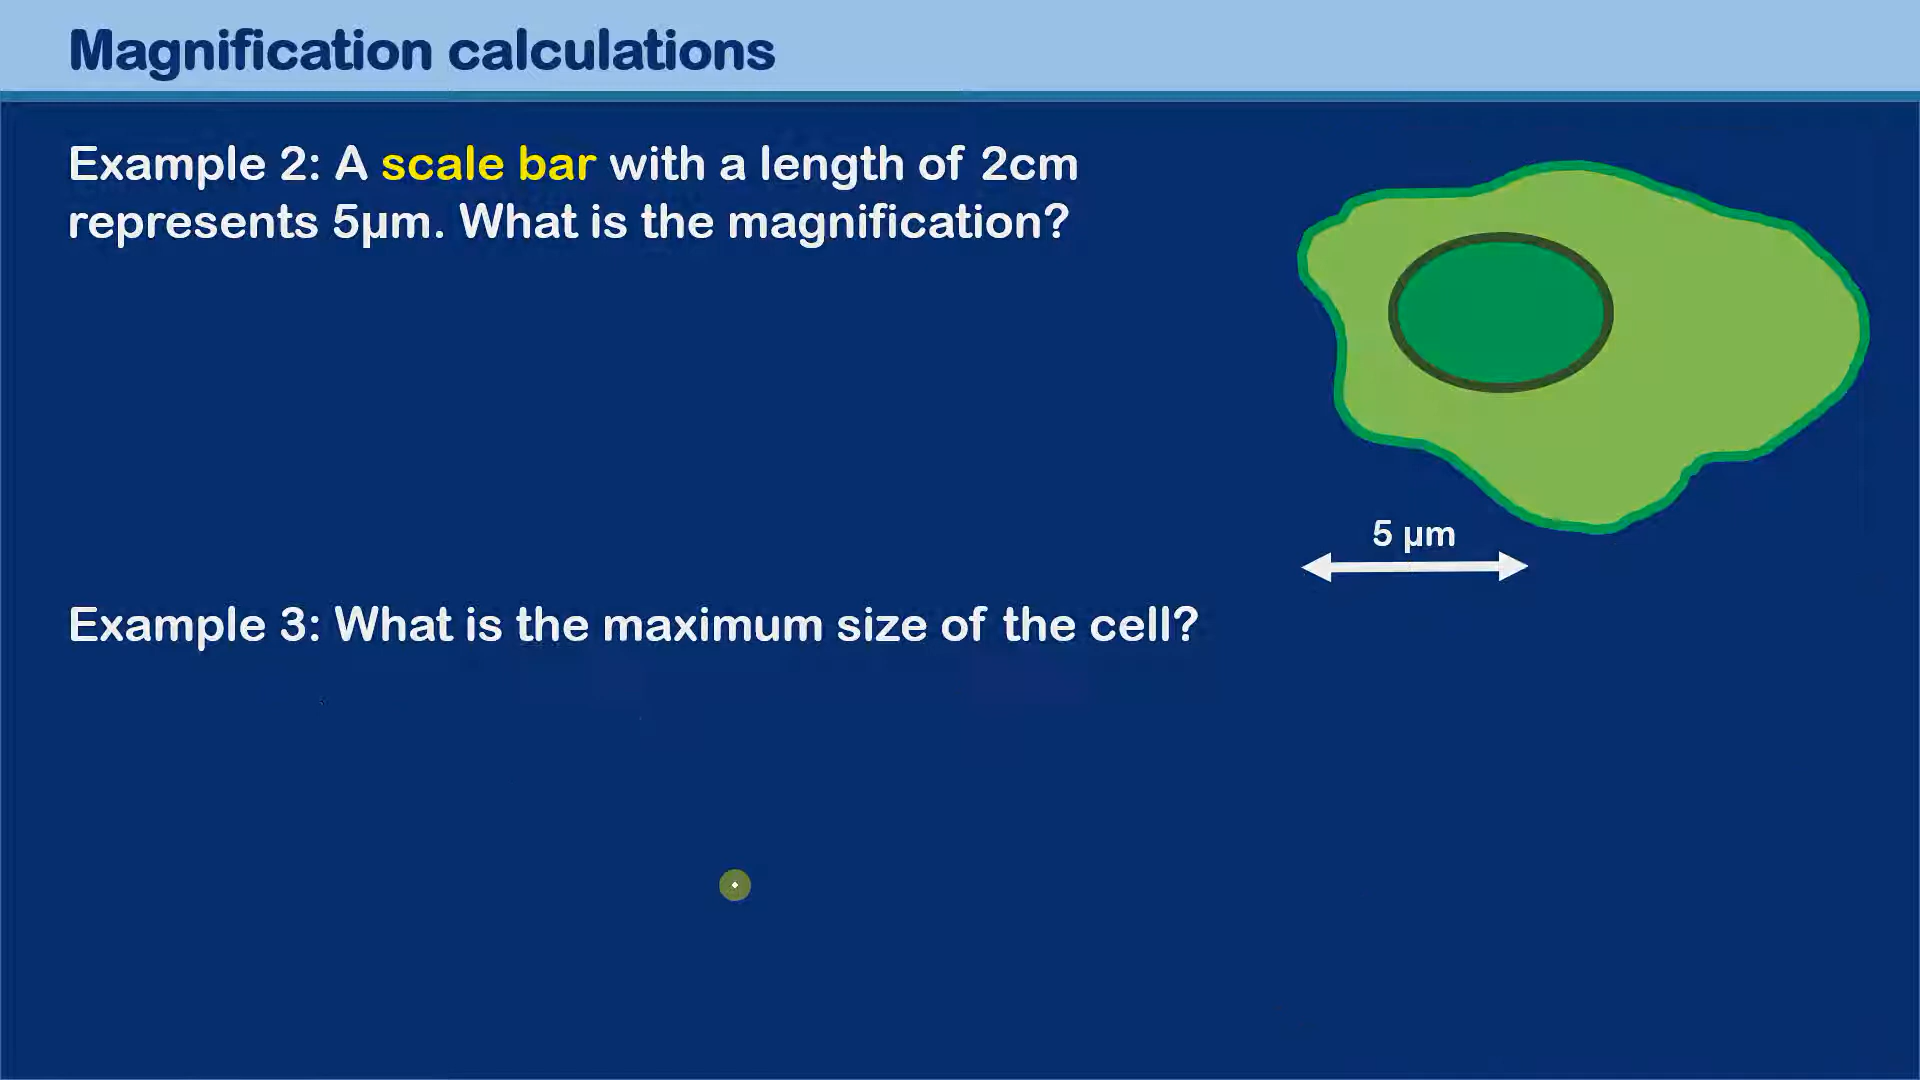 Magnification calculations
Example 2: A scale bar with a length of 2cm
represents 5µm. What is the magnification?
5 µm
Example 3: What is the maximum size of the cell?